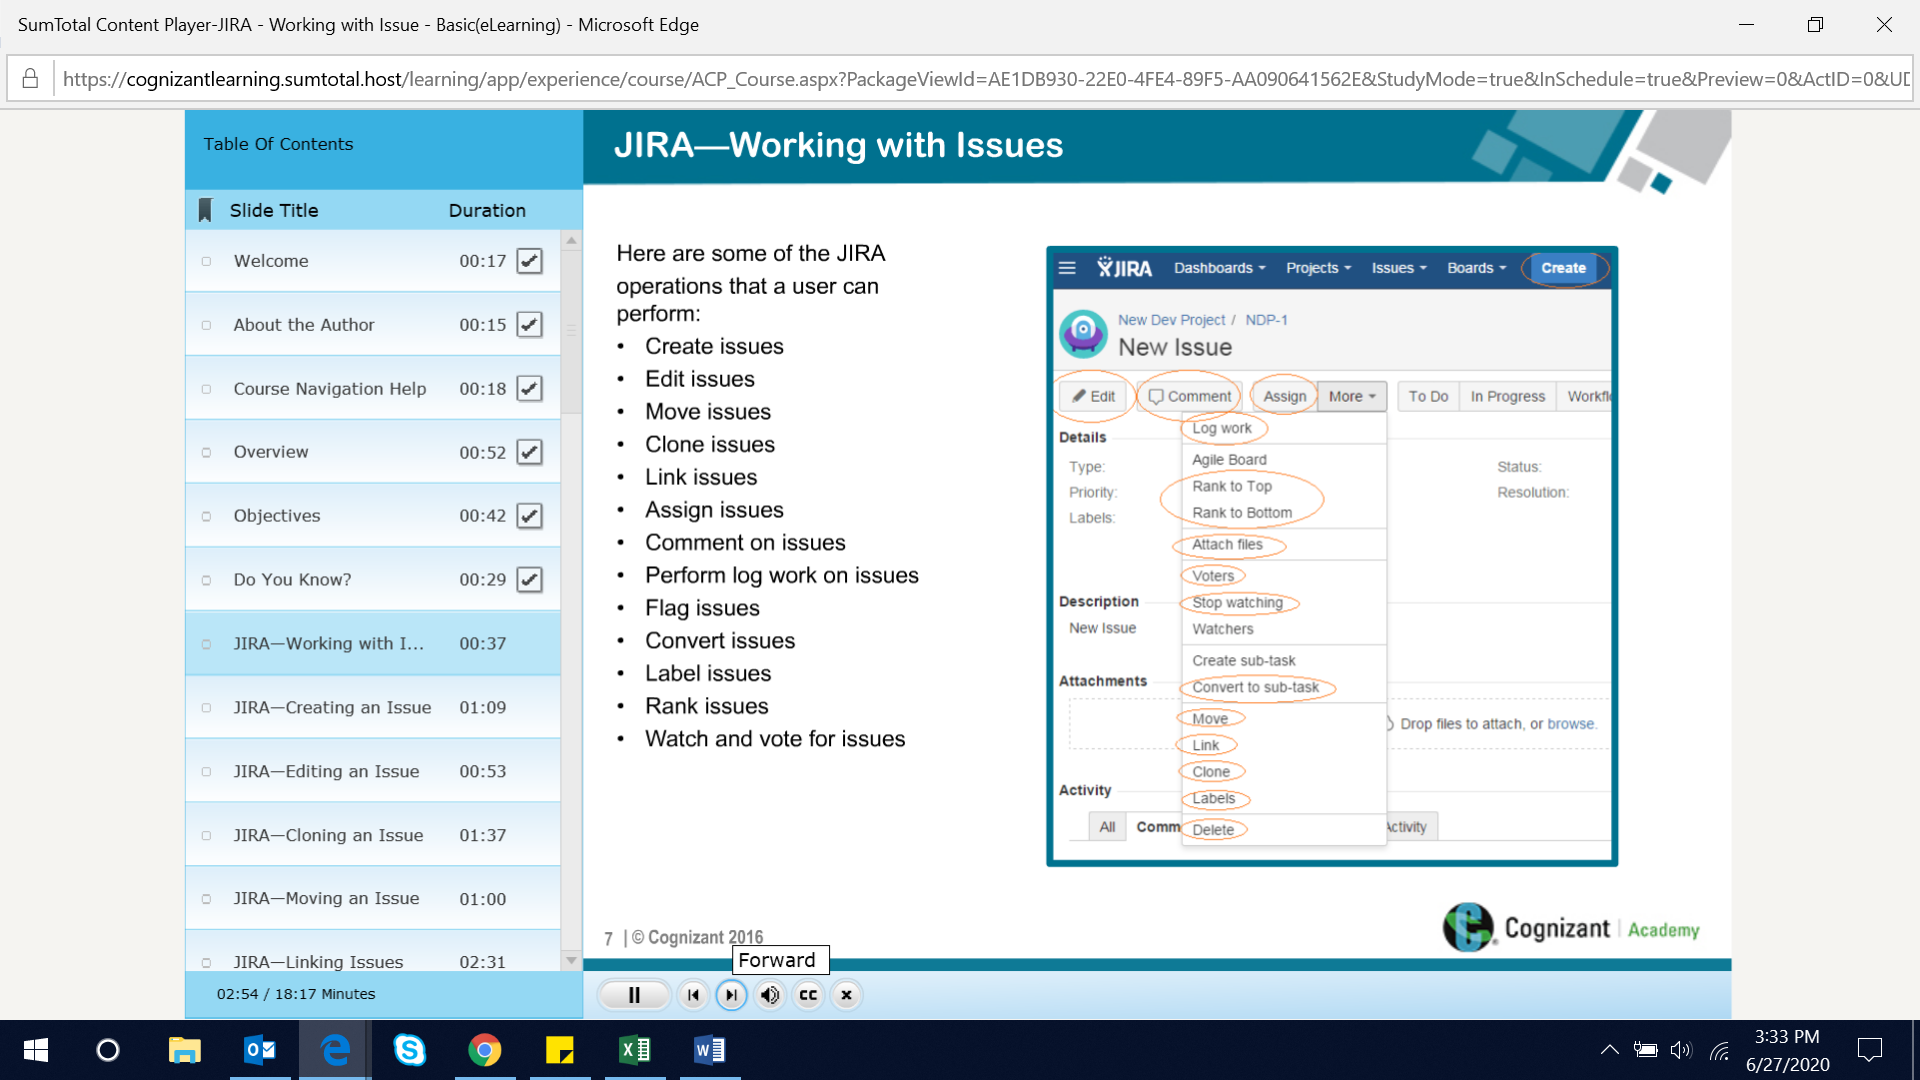 SumTotal Content Player-JIRA - Working with Issue - Basic(eLearning) - Microsoft Edge
https://cognizantlearning.sumtotal.host/learning/app/experience/course/ACP_Course.aspx?PackageViewId=AE1DB930-22E0-4FE4-89F5-AA090641562E&StudyMode=true&InSchedule=true&Preview=0&ActID=0&UD
Table Of Contents
Slide Title Duration
Welcome 00:17
About the Author 00:15
Course Navigation Help 00:18
Overview 00:52
Objectives 00:42
Do You Know? 00:29
JIRA—Working with I... 00:37
JIRA—Creating an Issue 01:09
JIRA—Editing an Issue 00:53
JIRA—Cloning an Issue 01:37
JIRA—Moving an Issue 01:00
JIRA—Linking Issues 02:31
02:54 / 18:17 Minutes
JIRA—Working with Issues
Here are some of the JIRA
operations that a user can
perform:
• Create issues
• Edit issues
• Move issues
• Clone issues
• Link issues
• Assign issues
• Comment on issues
• Perform log work on issues
• Flag issues
• Convert issues
• Label issues
• Rank issues
• Watch and vote for issues
JIRA Dashboards Projects Issues Boards Create
New Dev Project / NDP-1
New Issue
Edit Comment Assign More To Do In Progress Workfl
Log work
Details
Agile Board
Type: Status:
Rank to Top
Priority: Resolution:
Rank to Bottom
Labels:
Attach files
Voters
Description Stop watching
New Issue Watchers
Create sub-task
Attachments Convert to sub-task
Move
Drop files to attach, or browse.
Link
Clone
Activity Labels
All Comm Delete Activity
7 | © Cognizant 2016
Cognizant | Academy
Forward
CC
3:33 PM
6/27/2020